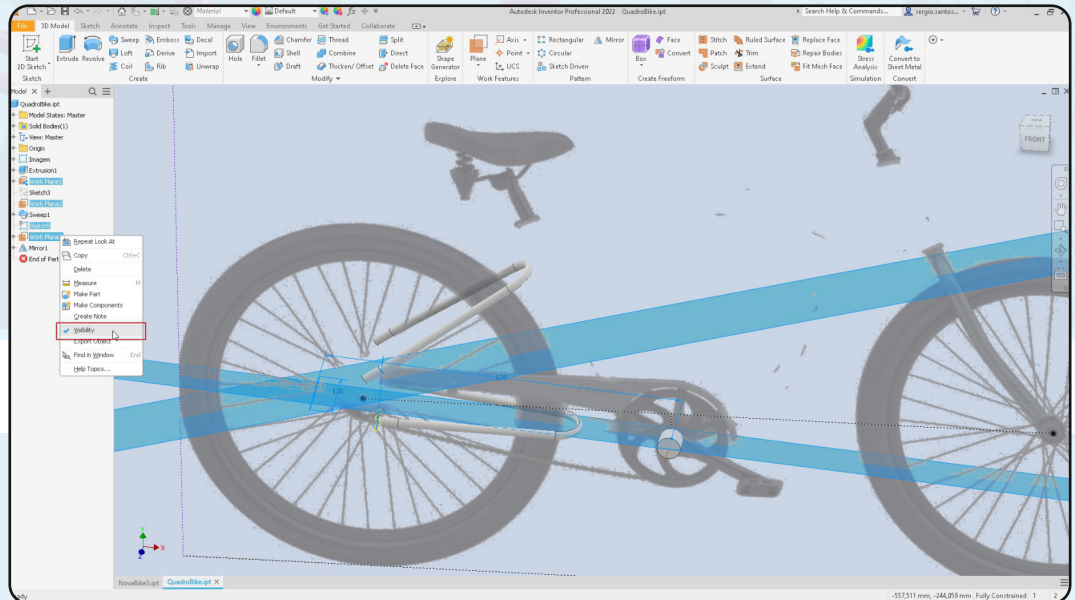 Material
Default
Autodesk Inventor Professional 2022 QuadroBike.ipt
Search Help & Commands...
sergio.santos...
File 3D Model Sketch Annotate Inspect Tools Manage View Environments Get Started Collaborate
Start 2D Sketch
Extrude Revolve
Sweep Emboss Decal
Loft Derive Import
Coil Rib Unwrap
Hole Fillet
Chamfer Thread Split
Shell Combine Direct
Draft Thicken/ Offset Delete Face
Shape Generator
Plane
Axis
Point
UCS
Rectangular Mirror
Circular
Sketch Driven
Box
Face
Convert
Stitch Ruled Surface Replace Face
Patch Trim Repair Bodies
Sculpt Extend Fit Mesh Face
Stress Analysis
Convert to Sheet Metal
Sketch Create Modify Explore Work Features Pattern Create Freeform Surface Simulation Convert
Model
QuadroBike.ipt
Model States: Master
Solid Bodies(1)
View: Master
Origin
Imagem
Extrusion1
Work Plane1
Sketch3
Work Plane2
Sweep1
Work Plane
Mirror1
End of Part
Repeat Look At
Copy Ctrl+C
Delete
Measure M
Make Part
Make Components
Create Note
Visibility
Export Object
Find in Window End
Help Topics...
FRONT
620
130
Y
X
Z
NovaBike3.ipt QuadroBike.ipt
-557,511 mm, -244,059 mm Fully Constrained 1 2